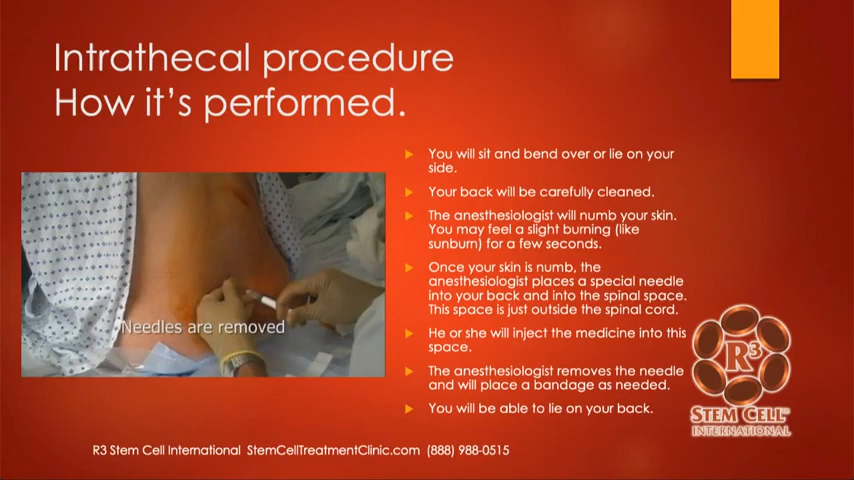 Intrathecal procedure
How it's performed.
You will sit and bend over or lie on your
side.
Your back will be carefully cleaned.
The anesthesiologist will numb your skin.
You may feel a slight burning (like
sunburn) for a few seconds.
Once your skin is numb, the
anesthesiologist places a special needle
into your back and into the spinal space.
This space is just outside the spinal cord.
He or she will inject the medicine into this
space.
The anesthesiologist removes the needle
and will place a bandage as needed.
You will be able to lie on your back.
Needles are removed
R3
STEM CELL™
INTERNATIONAL
R3 Stem Cell International StemCellTreatmentClinic.com (888) 988-0515